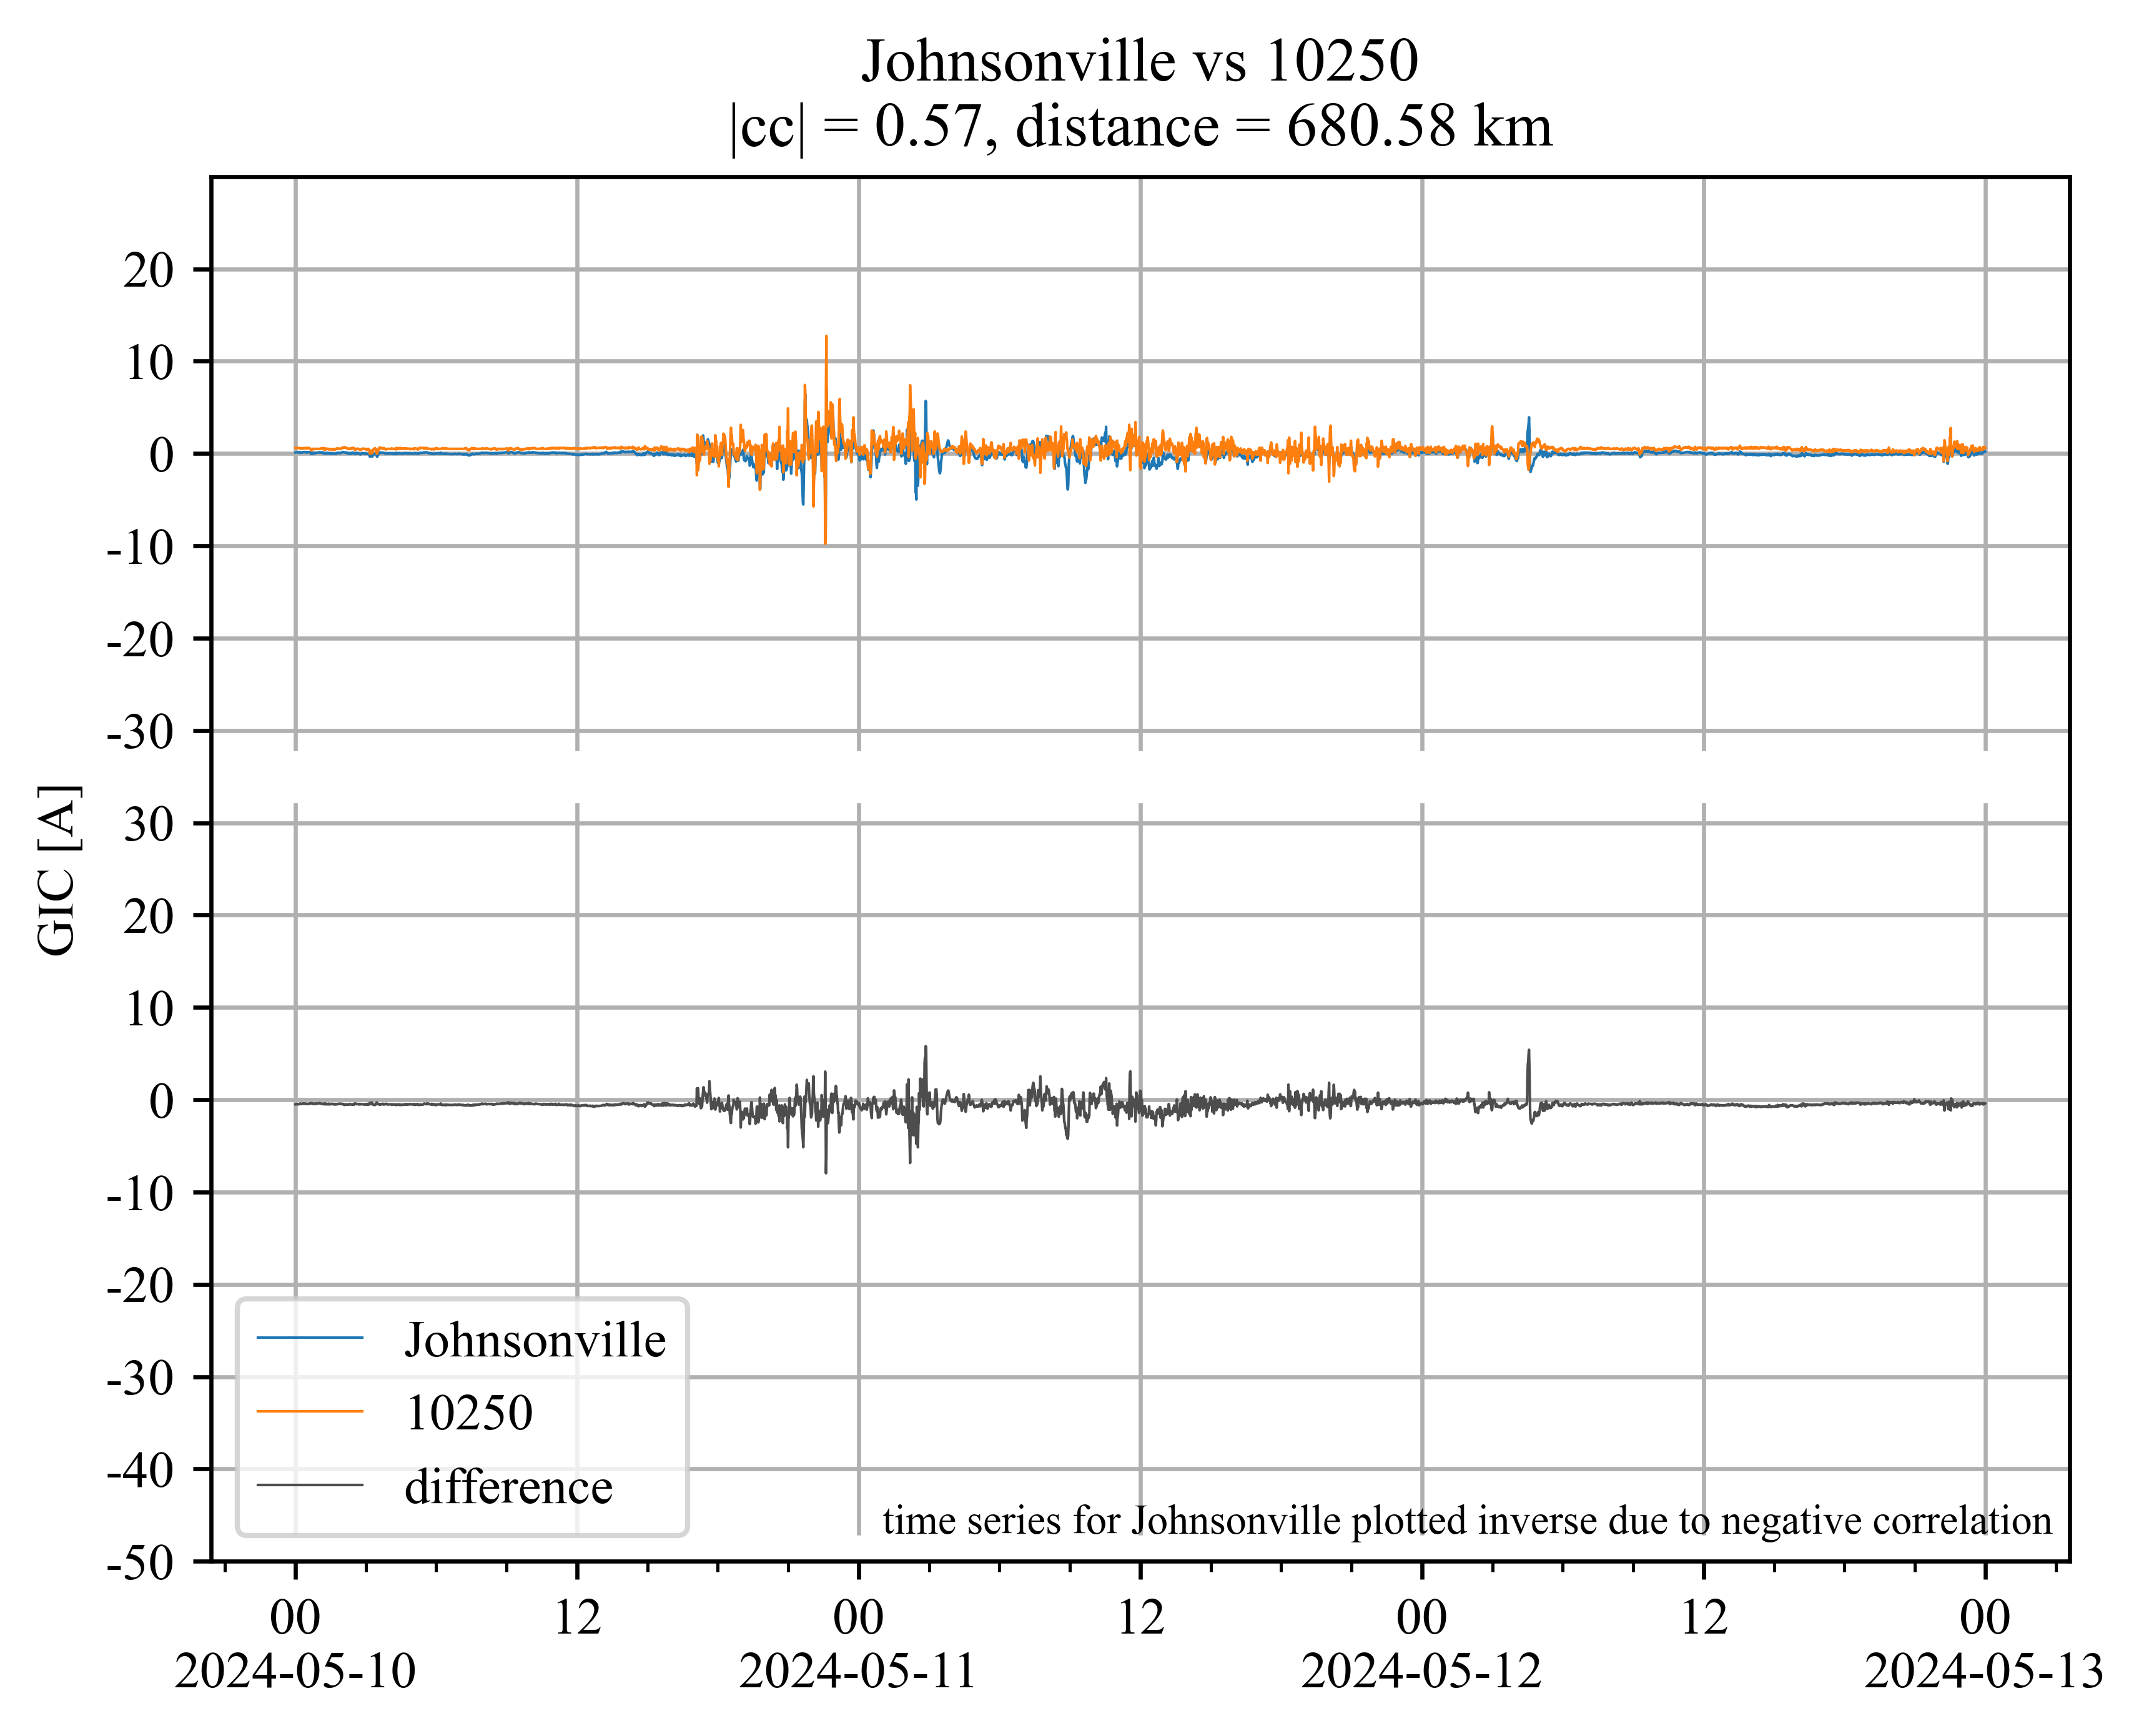 Johnsonville vs 10250
|cc| = 0.57, distance = 680.58 km
GIC [A]
20
10
0
-10
-20
-30
30
20
10
0
-10
-20
-30
-40
-50
Johnsonville
10250
difference
time series for Johnsonville plotted inverse due to negative correlation
00 12 00 12 00 12 00
2024-05-10 2024-05-11 2024-05-12 2024-05-13